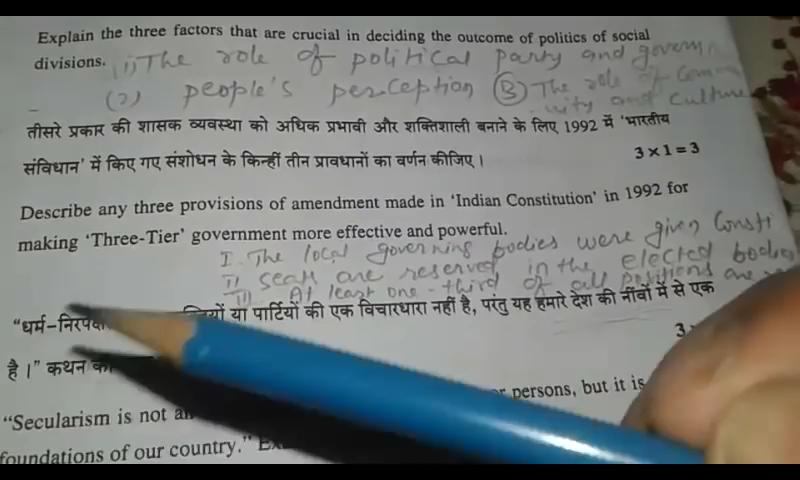 Explain the three factors that are crucial in deciding the outcome of politics of social
divisions. (i) The role of political party and govern
(2) people's perception (3) The role of Comm
unity and Culture
तीसरे प्रकार की शासक व्यवस्था को अधिक प्रभावी और शक्तिशाली बनाने के लिए 1992 में 'भारतीय
संविधान' में किए गए संशोधन के किन्हीं तीन प्रावधानों का वर्णन कीजिए। 3 × 1 = 3
Describe any three provisions of amendment made in 'Indian Constitution' in 1992 for
making 'Three-Tier' government more effective and powerful.
I The local governing bodies were given Consti
II seats are reserved in the elected bodies
III At least one-third of all positions are
"धर्म-निरपेक्ष या पार्टियों की एक विचारधारा नहीं है, परंतु यह हमारे देश की नींवों में से एक
है।" कथन 3
"Secularism is not an persons, but it is
foundations of our country."